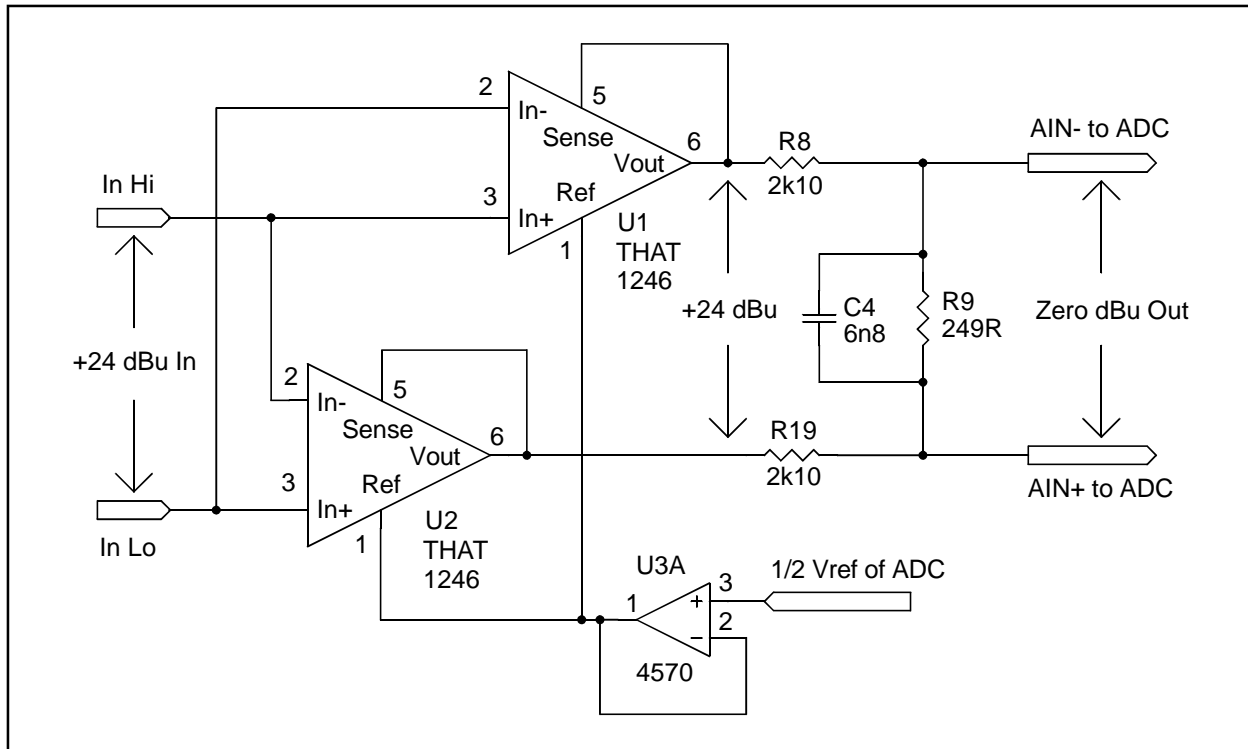 2
In-
5
Sense
6
Vout
R8
2k10
AIN- to ADC
In Hi
3
In+
Ref
1
U1
THAT
1246
+24 dBu In
+24 dBu
C4
6n8
R9
249R
Zero dBu Out
2
In-
5
Sense
6
Vout
R19
2k10
AIN+ to ADC
3
In+
Ref
1
U2
THAT
1246
In Lo
U3A
1/2 Vref of ADC
1
+
3
−
2
4570